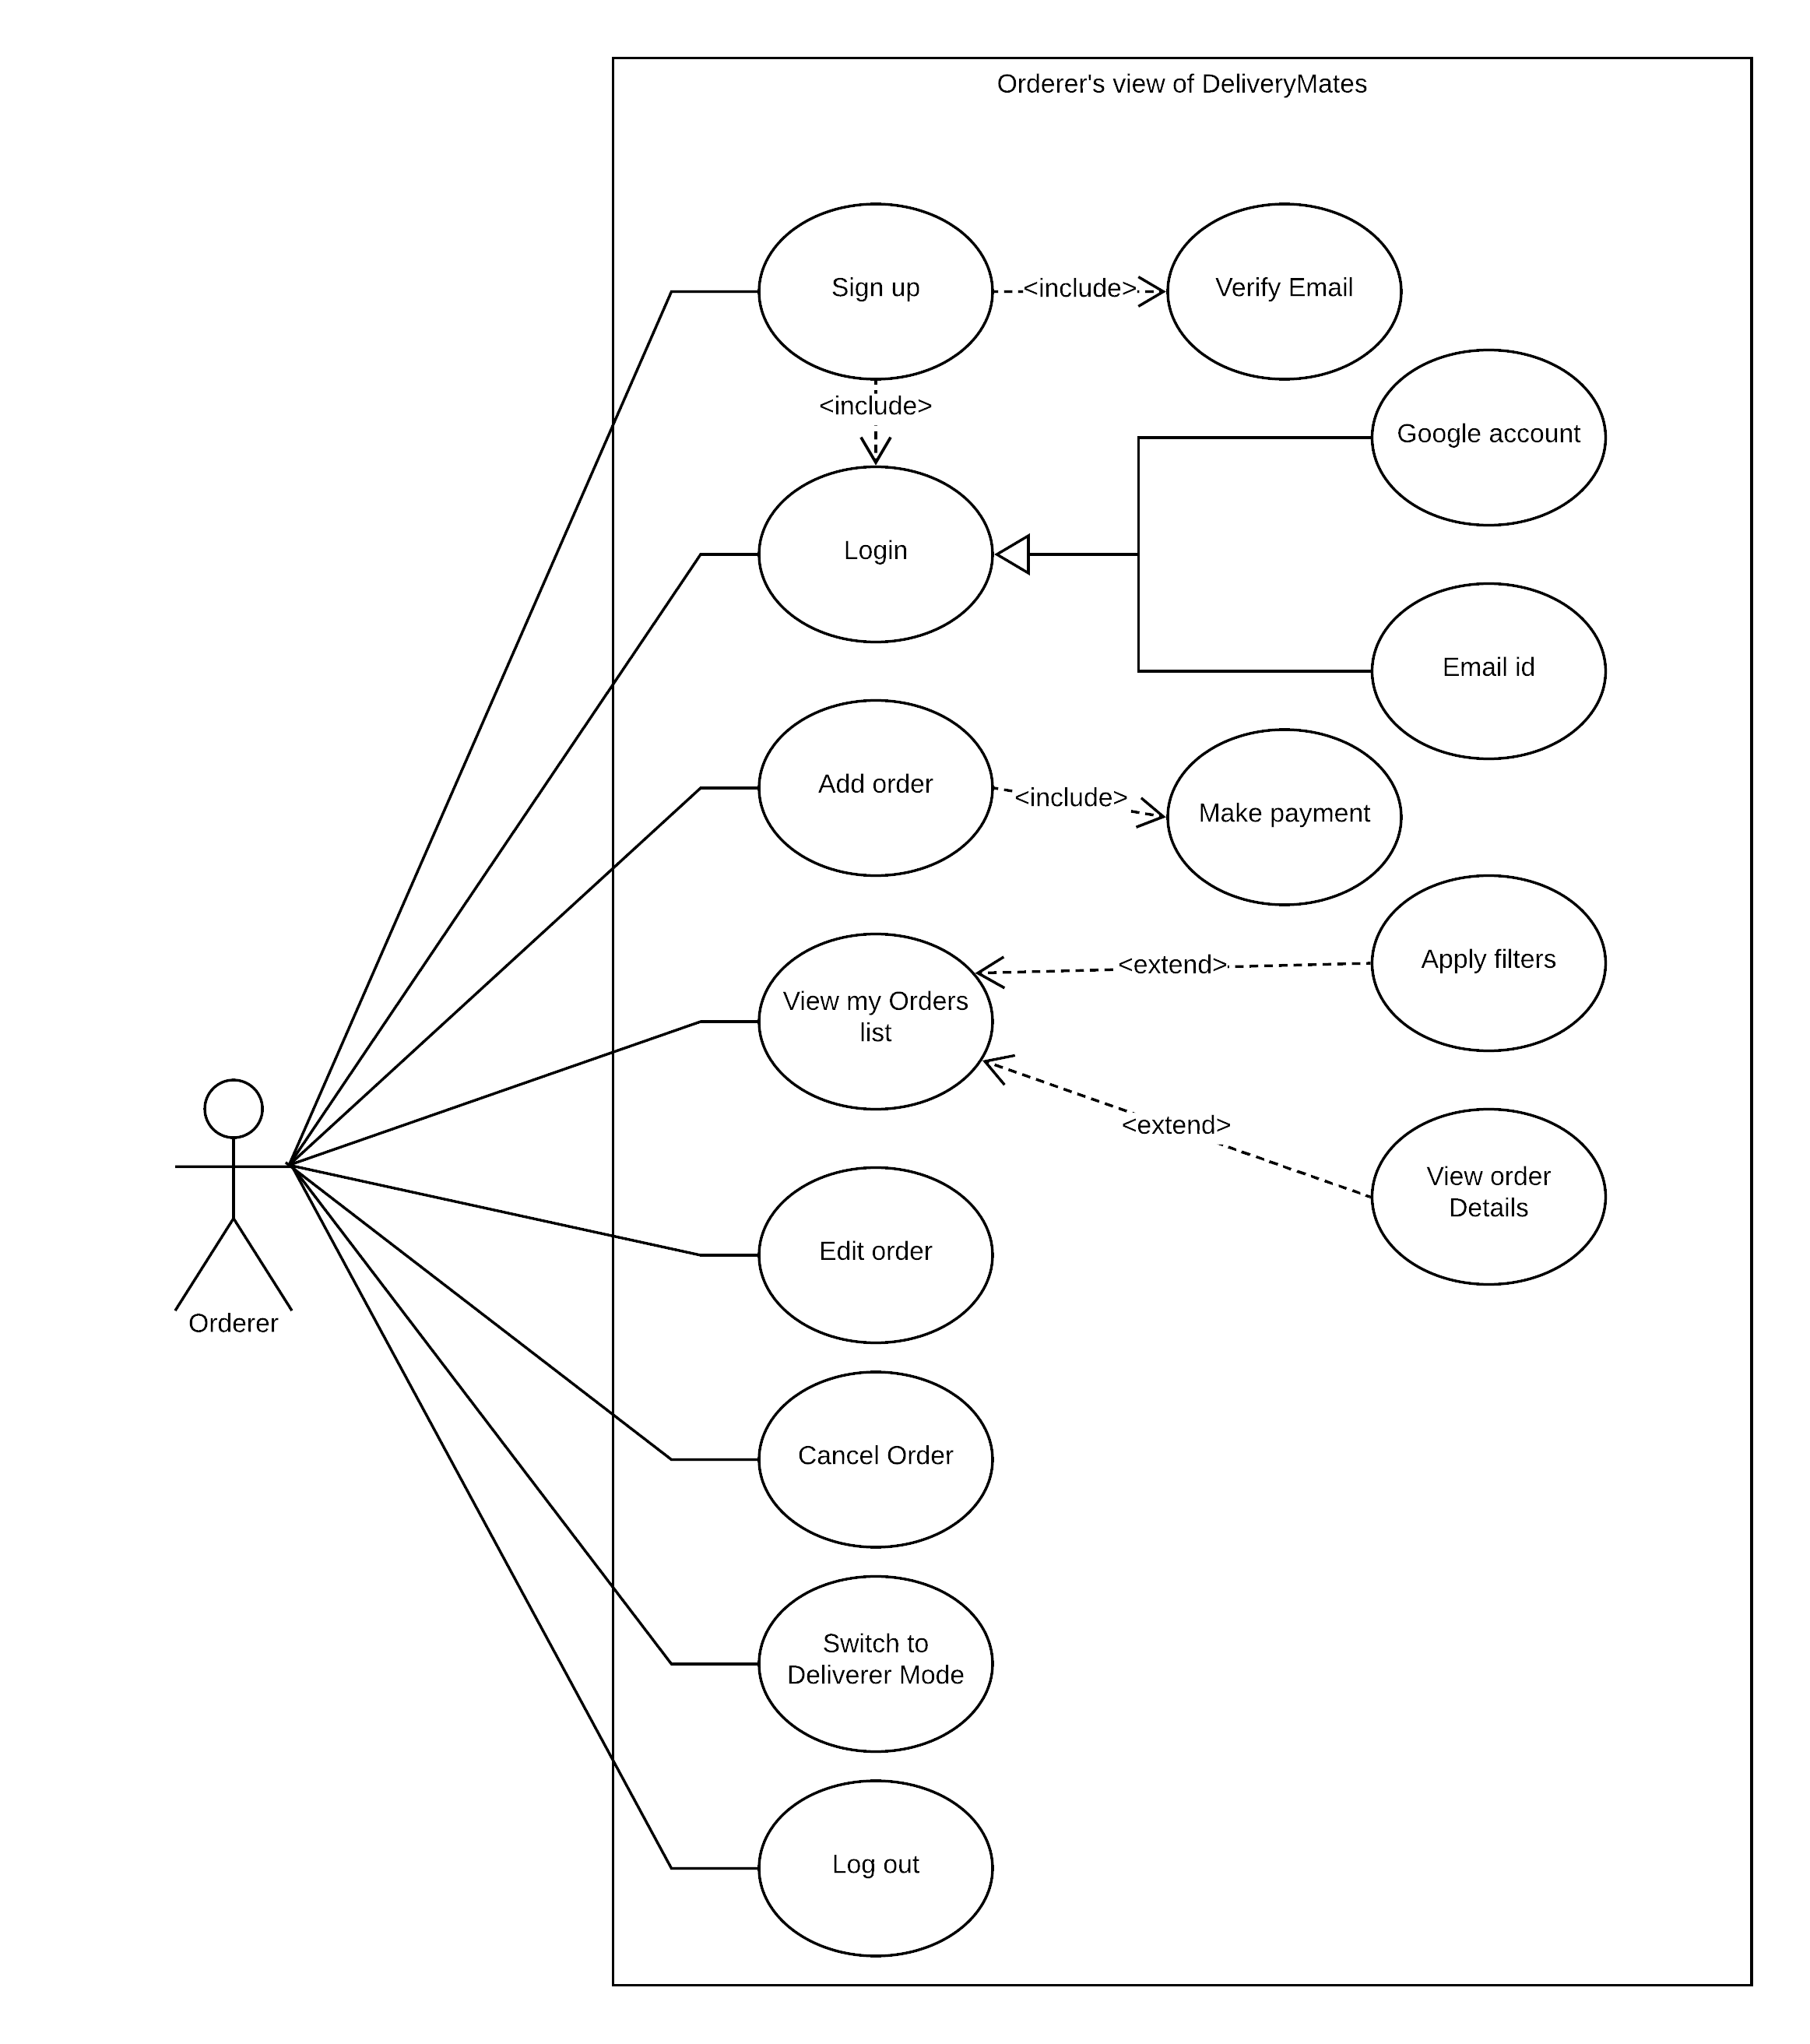 Orderer's view of DeliveryMates
Sign up
<include>
Verify Email
<include>
Google account
Login
Email id
Add order
<include>
Make payment
<extend>
Apply filters
View my Orders
list
<extend>
View order
Details
Edit order
Orderer
Cancel Order
Switch to
Deliverer Mode
Log out